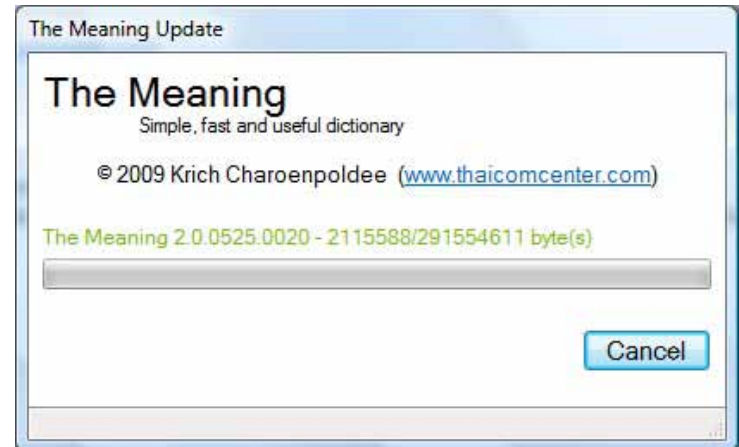 The Meaning Update
The Meaning
Simple, fast and useful dictionary
© 2009 Krich Charoenpoldee (www.thaicomcenter.com)
The Meaning 2.0.0525.0020 - 2115588/291554611 byte(s)
Cancel